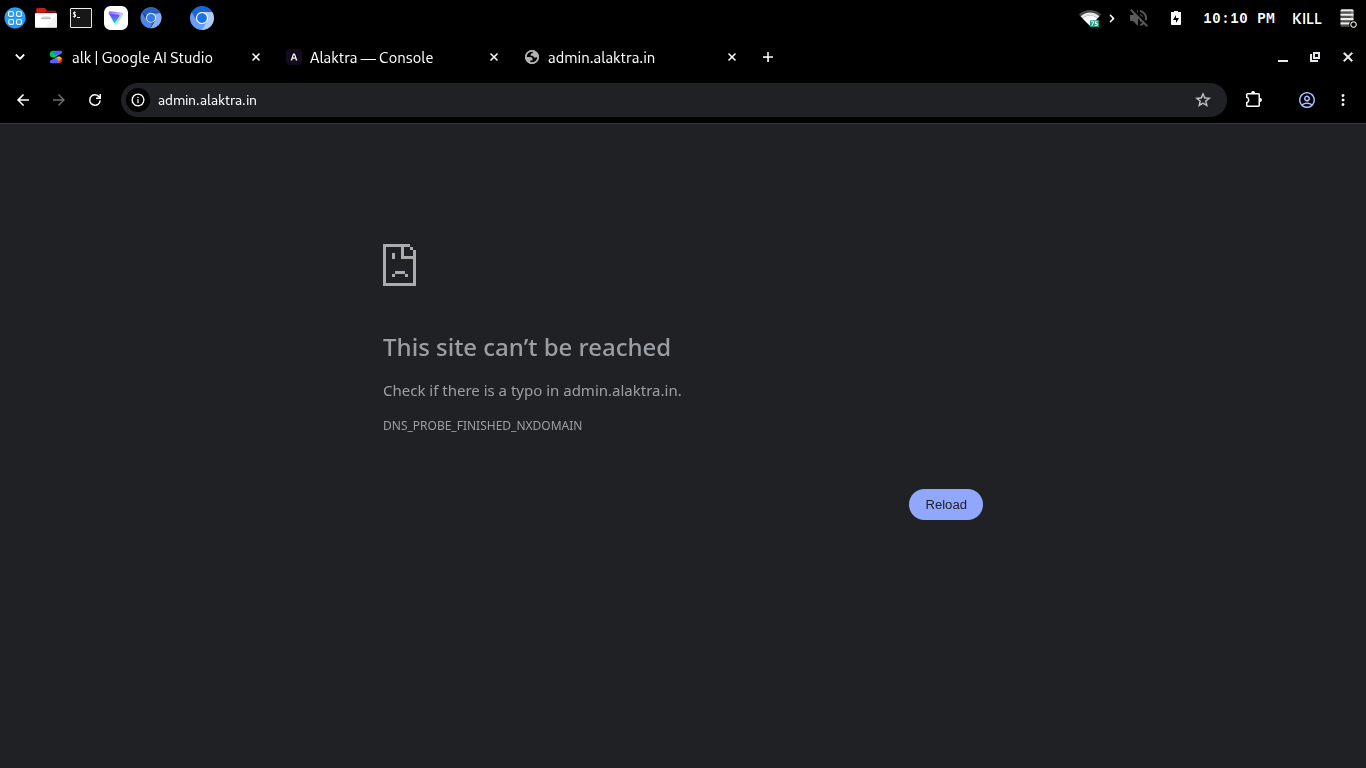 10:10 PM KILL
alk | Google AI Studio
A Alaktra — Console
admin.alaktra.in
admin.alaktra.in
This site can’t be reached
Check if there is a typo in admin.alaktra.in.
DNS_PROBE_FINISHED_NXDOMAIN
Reload